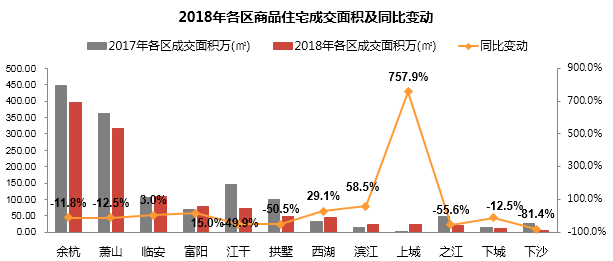 2018年各区商品住宅成交面积及同比变动
2017年各区成交面积万(㎡) 2018年各区成交面积万(㎡) 同比变动
500.00 900.0%
450.00
400.00 700.0%
350.00
300.00 500.0%
250.00
200.00 300.0%
150.00
100.00 100.0%
50.00
0.00 -100.0%
-11.8% -12.5% 3.0% 15.0% -49.9% -50.5% 29.1% 58.5% 757.9% -55.6% -12.5% -81.4%
余杭 萧山 临安 富阳 江干 拱墅 西湖 滨江 上城 之江 下城 下沙